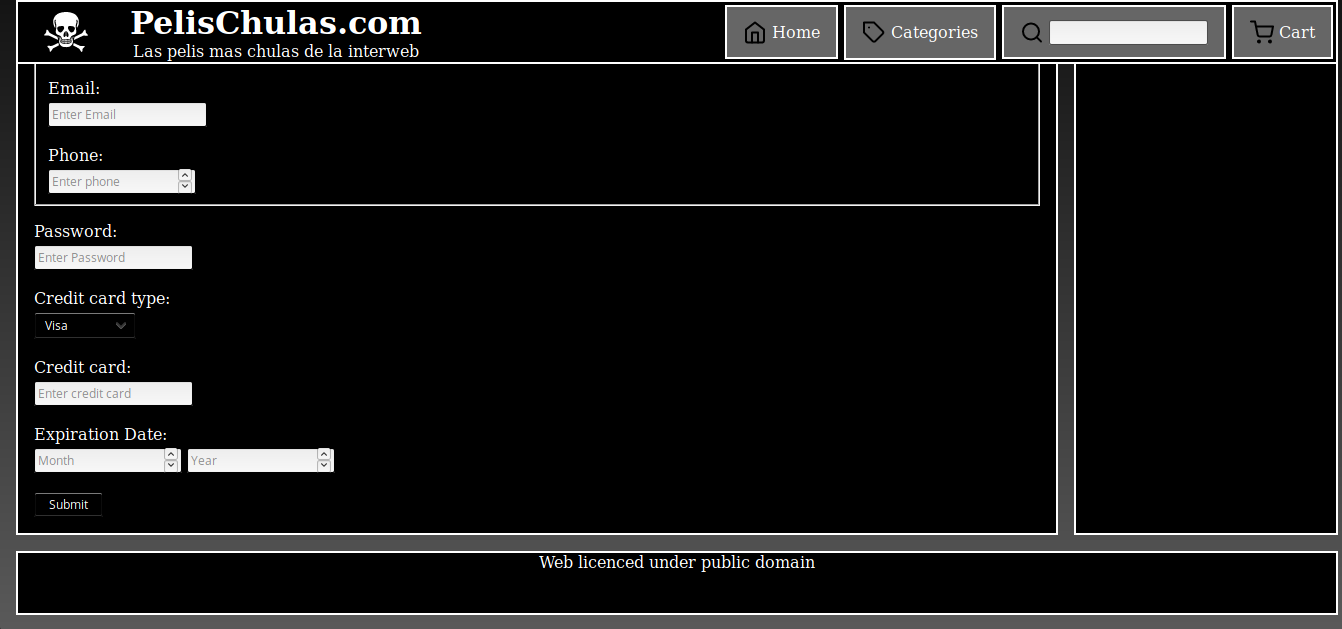 PelisChulas.com
Las pelis mas chulas de la interweb
Home
Categories
Cart
Email:
Enter Email
Phone:
Enter phone
Password:
Enter Password
Credit card type:
Visa
Credit card:
Enter credit card
Expiration Date:
Month Year
Submit
Web licenced under public domain